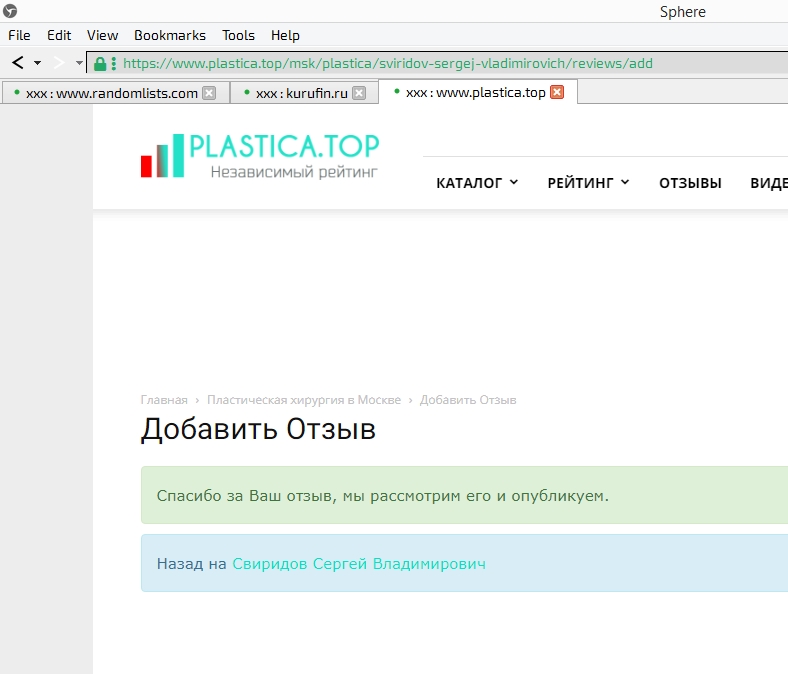 Sphere
File Edit View Bookmarks Tools Help
https://www.plastica.top/msk/plastica/sviridov-sergej-vladimirovich/reviews/add
xxx : www.randomlists.com xxx : kurufin.ru xxx : www.plastica.top
PLASTICA.TOP
Независимый рейтинг
КАТАЛОГ РЕЙТИНГ ОТЗЫВЫ ВИДЕ
Главная › Пластическая хирургия в Москве › Добавить Отзыв
Добавить Отзыв
Спасибо за Ваш отзыв, мы рассмотрим его и опубликуем.
Назад на Свиридов Сергей Владимирович